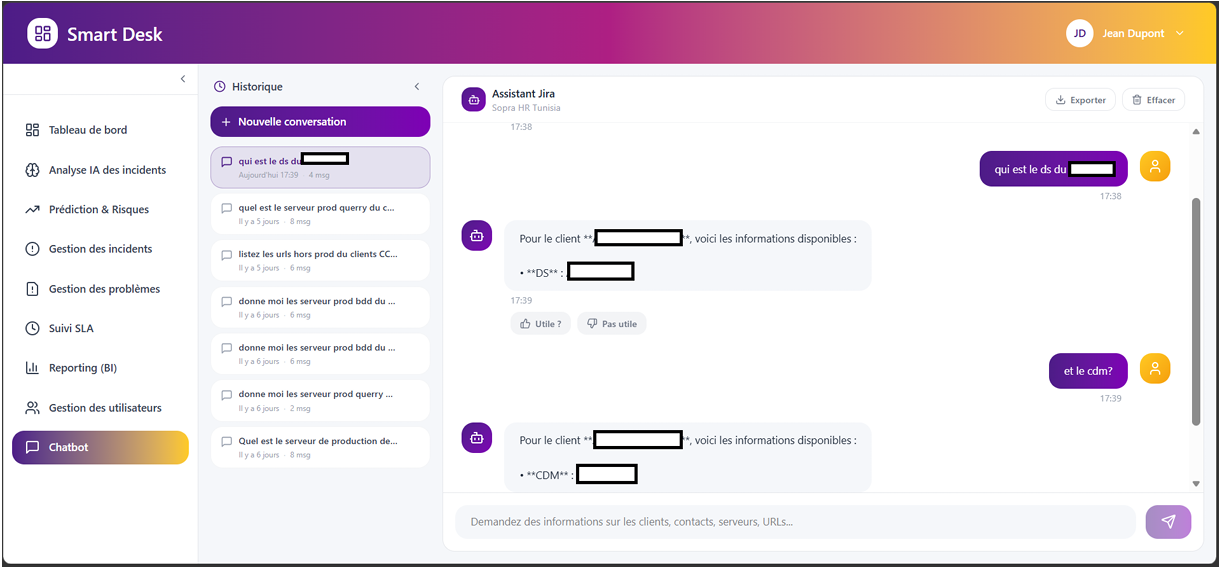 Smart Desk
JD
Jean Dupont
Tableau de bord
Analyse IA des incidents
Prédiction & Risques
Gestion des incidents
Gestion des problèmes
Suivi SLA
Reporting (BI)
Gestion des utilisateurs
Chatbot
Historique
+ Nouvelle conversation
qui est le ds du
Aujourd'hui 17:39 · 4 msg
quel est le serveur prod querry du c...
Il y a 5 jours · 8 msg
listez les urls hors prod du clients CC...
Il y a 5 jours · 6 msg
donne moi les serveur prod bdd du ...
Il y a 6 jours · 6 msg
donne moi les serveur prod bdd du ...
Il y a 6 jours · 6 msg
donne moi les serveur prod querry ...
Il y a 6 jours · 2 msg
Quel est le serveur de production de...
Il y a 6 jours · 8 msg
Assistant Jira
Sopra HR Tunisia
Exporter
Effacer
17:38
qui est le ds du
17:38
Pour le client ** **, voici les informations disponibles :
• **DS** :
17:39
Utile ?
Pas utile
et le cdm?
17:39
Pour le client ** **, voici les informations disponibles :
• **CDM** :
Demandez des informations sur les clients, contacts, serveurs, URLs...